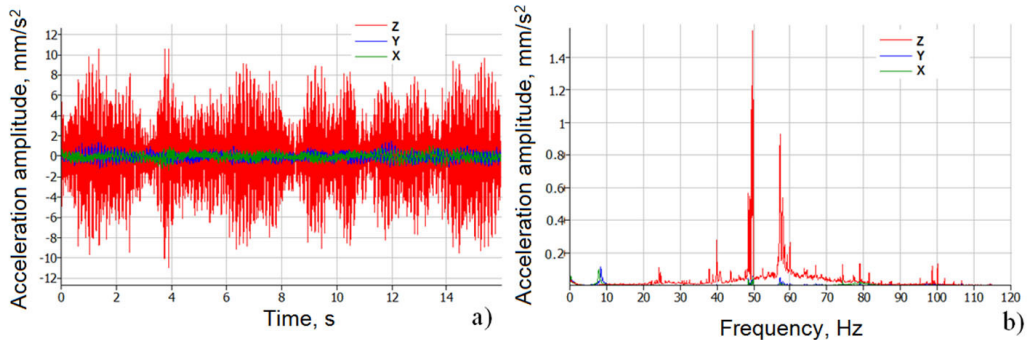 Acceleration amplitude, mm/s²
12
10
8
6
4
2
0
-2
-4
-6
-8
-10
-12
Z
Y
X
0 2 4 6 8 10 12 14
Time, s
a)
Acceleration amplitude, mm/s²
1.4
1.2
1
0.8
0.6
0.4
0.2
Z
Y
X
0 10 20 30 40 50 60 70 80 90 100 110 120
Frequency, Hz
b)